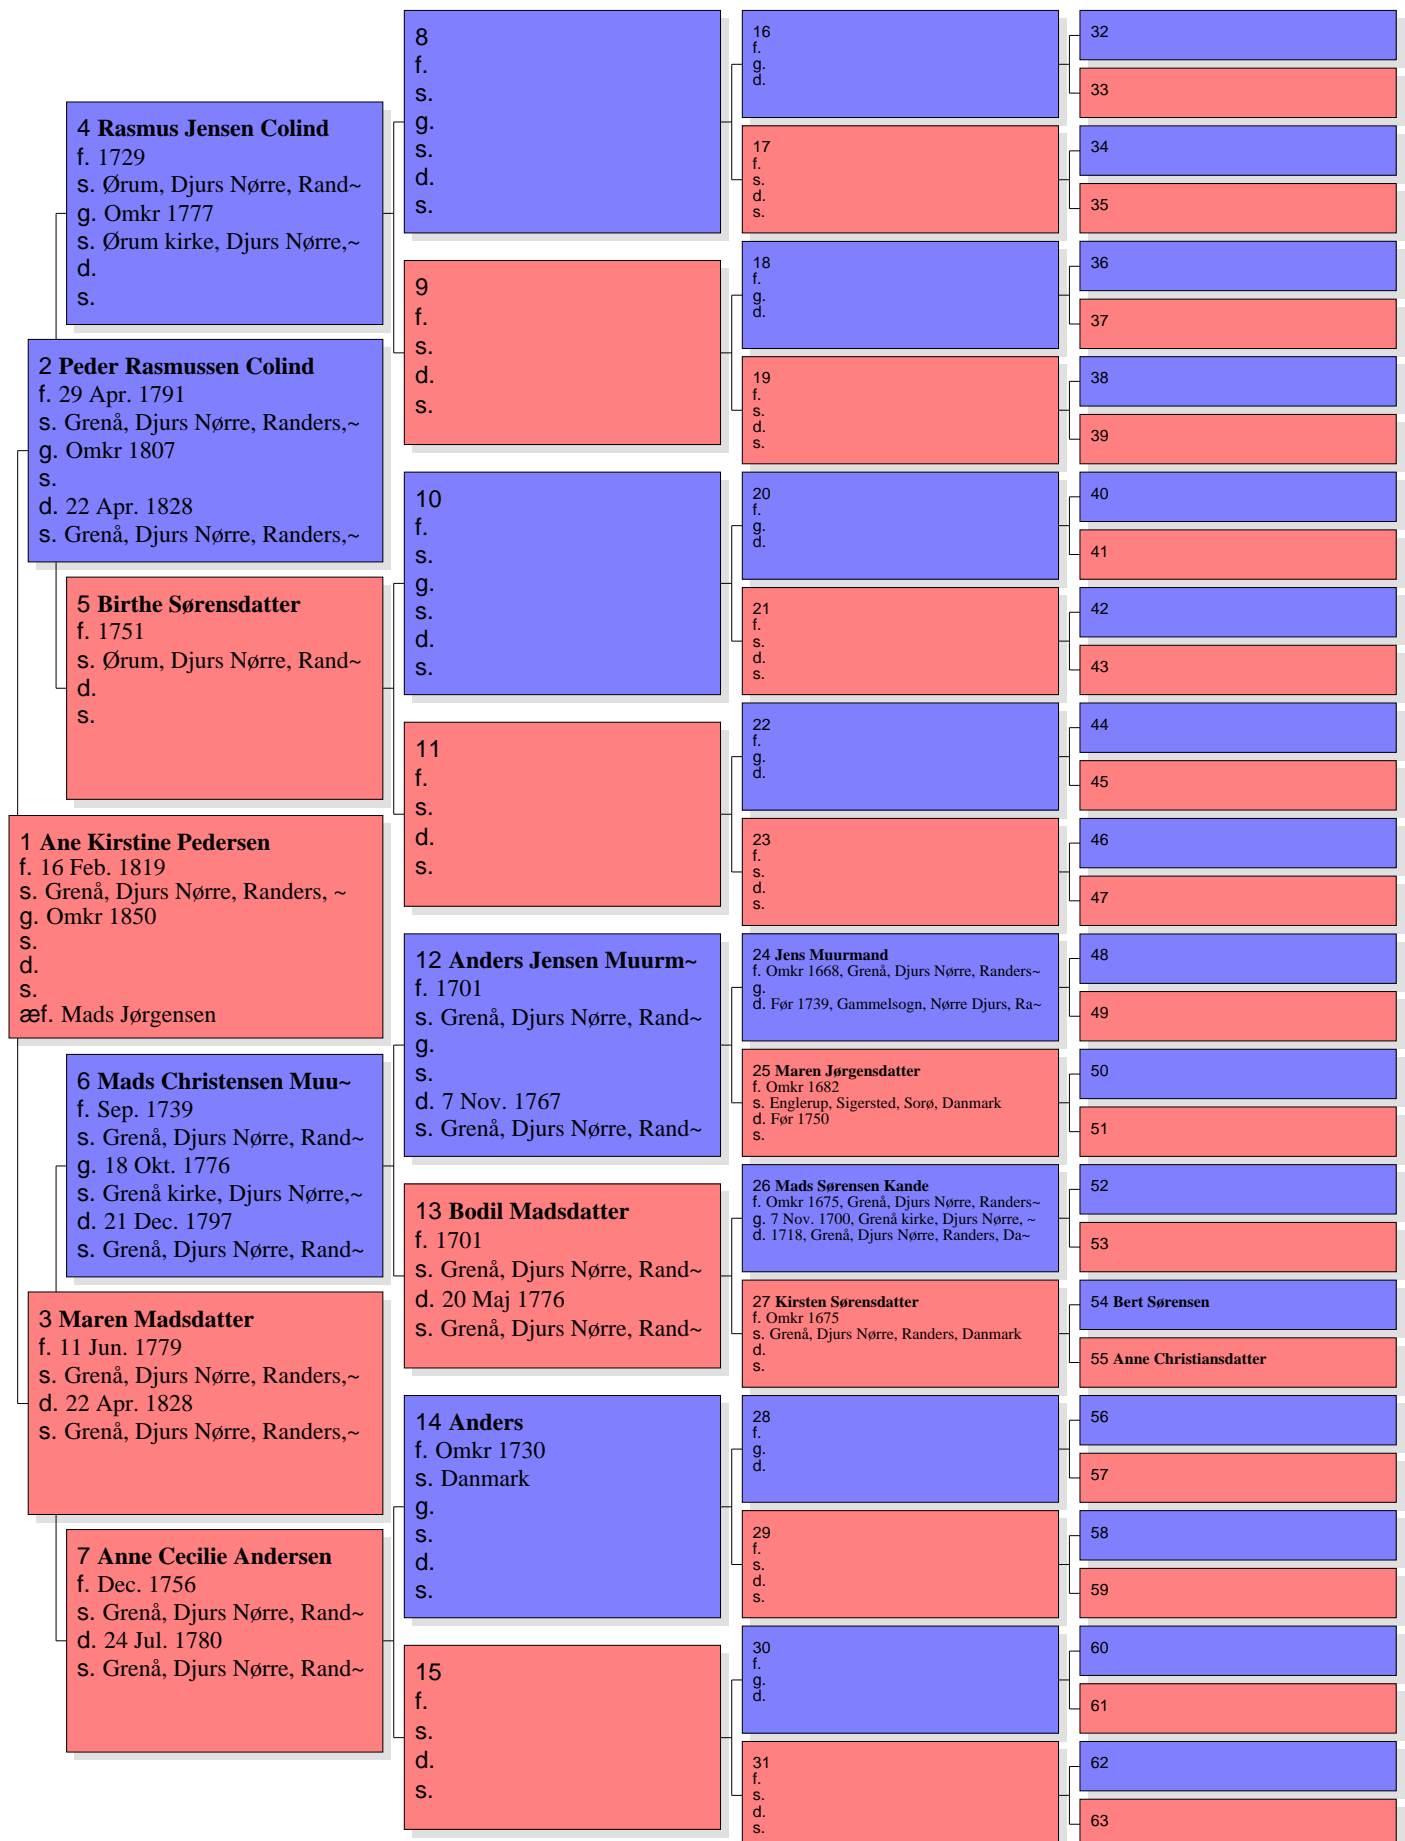 1 Ane Kirstine Pedersen
f. 16 Feb. 1819
s. Grenå, Djurs Nørre, Randers, ~
g. Omkr 1850
s.
d.
s.
æf. Mads Jørgensen
2 Peder Rasmussen Colind
f. 29 Apr. 1791
s. Grenå, Djurs Nørre, Randers,~
g. Omkr 1807
s.
d. 22 Apr. 1828
s. Grenå, Djurs Nørre, Randers,~
3 Maren Madsdatter
f. 11 Jun. 1779
s. Grenå, Djurs Nørre, Randers,~
d. 22 Apr. 1828
s. Grenå, Djurs Nørre, Randers,~
4 Rasmus Jensen Colind
f. 1729
s. Ørum, Djurs Nørre, Rand~
g. Omkr 1777
s. Ørum kirke, Djurs Nørre,~
d.
s.
5 Birthe Sørensdatter
f. 1751
s. Ørum, Djurs Nørre, Rand~
d.
s.
6 Mads Christensen Muu~
f. Sep. 1739
s. Grenå, Djurs Nørre, Rand~
g. 18 Okt. 1776
s. Grenå kirke, Djurs Nørre,~
d. 21 Dec. 1797
s. Grenå, Djurs Nørre, Rand~
7 Anne Cecilie Andersen
f. Dec. 1756
s. Grenå, Djurs Nørre, Rand~
d. 24 Jul. 1780
s. Grenå, Djurs Nørre, Rand~
8
f.
s.
g.
s.
d.
s.
9
f.
s.
d.
s.
10
f.
s.
g.
s.
d.
s.
11
f.
s.
d.
s.
12 Anders Jensen Muurm~
f. 1701
s. Grenå, Djurs Nørre, Rand~
g.
s.
d. 7 Nov. 1767
s. Grenå, Djurs Nørre, Rand~
13 Bodil Madsdatter
f. 1701
s. Grenå, Djurs Nørre, Rand~
d. 20 Maj 1776
s. Grenå, Djurs Nørre, Rand~
14 Anders
f. Omkr 1730
s. Danmark
g.
s.
d.
s.
15
f.
s.
d.
s.
16
f.
g.
d.
17
f.
s.
d.
s.
18
f.
g.
d.
19
f.
s.
d.
s.
20
f.
g.
d.
21
f.
s.
d.
s.
22
f.
g.
d.
23
f.
s.
d.
s.
24 Jens Muurmand
f. Omkr 1668, Grenå, Djurs Nørre, Randers~
g.
d. Før 1739, Gammelsogn, Nørre Djurs, Ra~
25 Maren Jørgensdatter
f. Omkr 1682
s. Englerup, Sigersted, Sorø, Danmark
d. Før 1750
s.
26 Mads Sørensen Kande
f. Omkr 1675, Grenå, Djurs Nørre, Randers~
g. 7 Nov. 1700, Grenå kirke, Djurs Nørre, ~
d. 1718, Grenå, Djurs Nørre, Randers, Da~
27 Kirsten Sørensdatter
f. Omkr 1675
s. Grenå, Djurs Nørre, Randers, Danmark
d.
s.
28
f.
g.
d.
29
f.
s.
d.
s.
30
f.
g.
d.
31
f.
s.
d.
s.
32
33
34
35
36
37
38
39
40
41
42
43
44
45
46
47
48
49
50
51
52
53
54 Bert Sørensen
55 Anne Christiansdatter
56
57
58
59
60
61
62
63